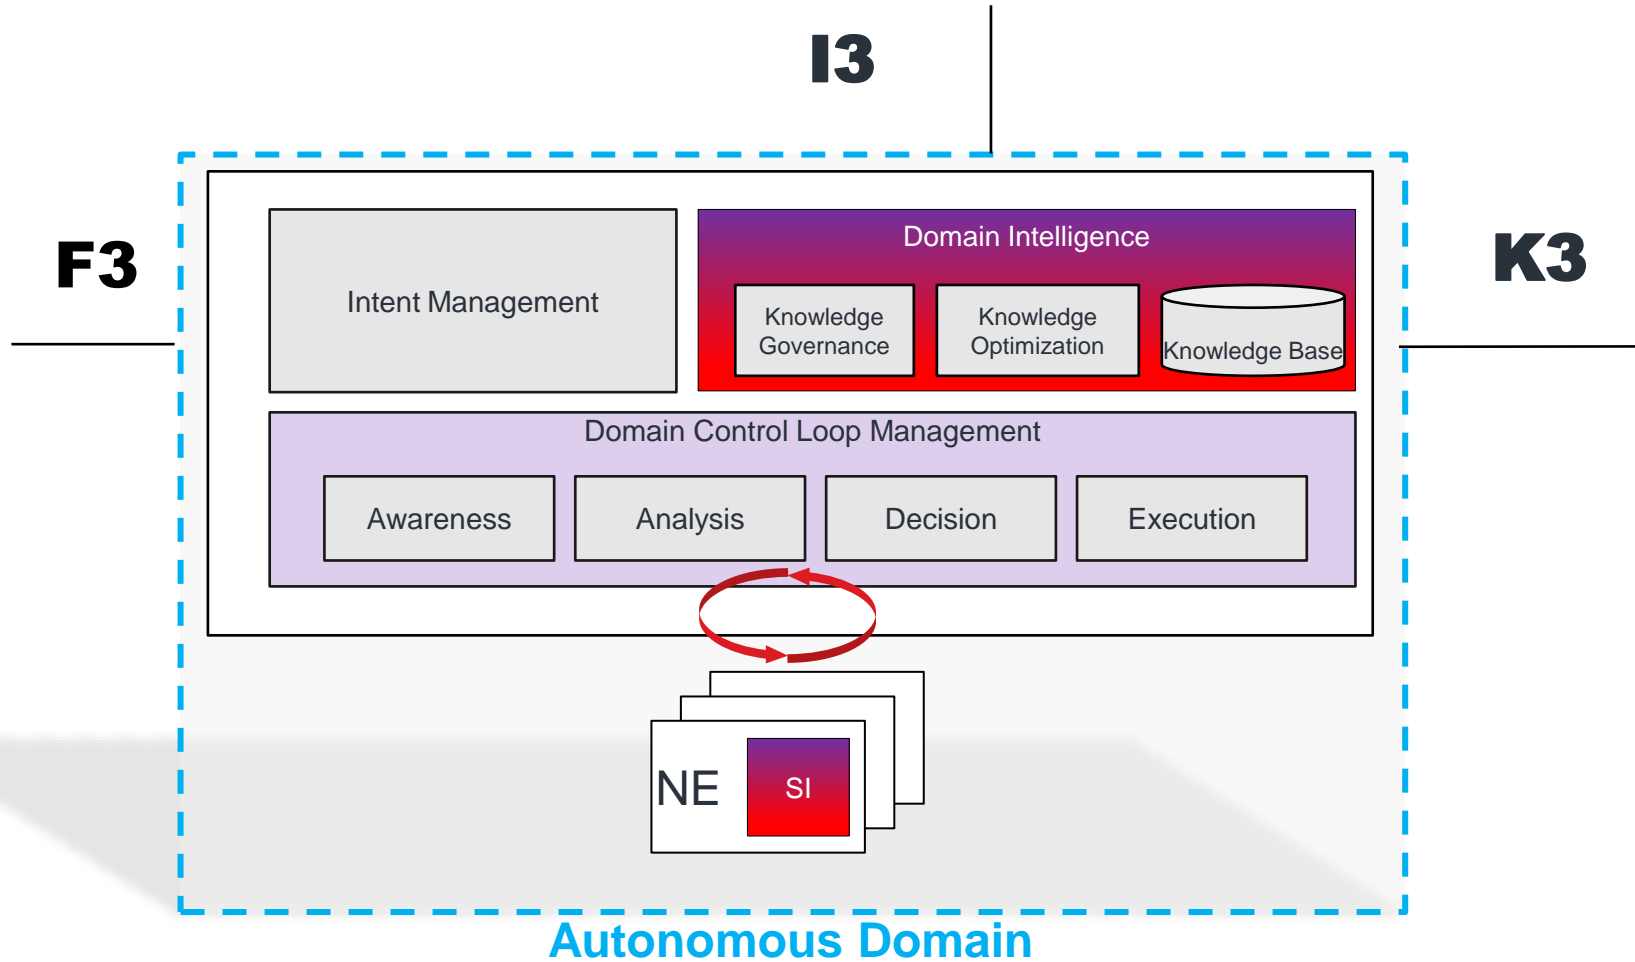 I3
F3
K3
Intent Management
Domain Intelligence
Knowledge
Governance
Knowledge
Optimization
Knowledge Base
Domain Control Loop Management
Awareness
Analysis
Decision
Execution
NE
SI
Autonomous Domain